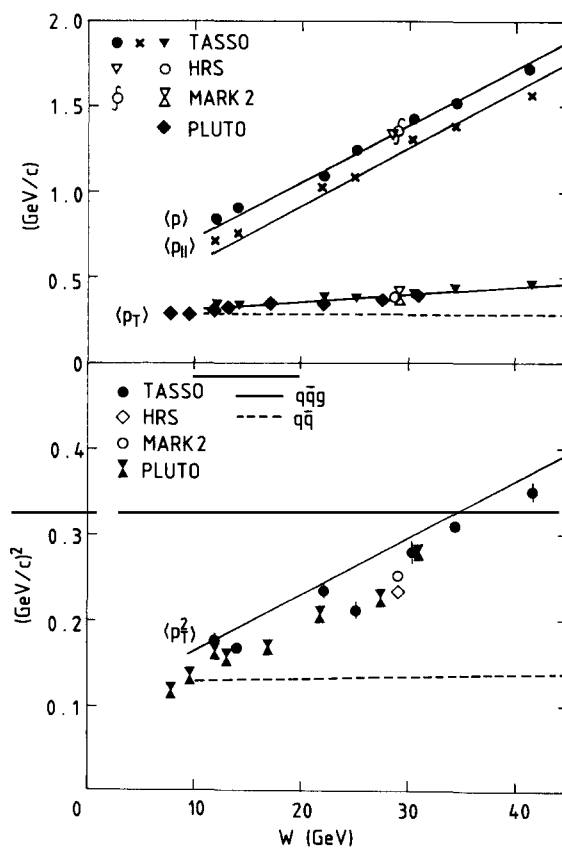 2.0
● × ▼ TASSO
▽ ○ HRS
MARK 2
◆ PLUTO
1.5
(GeV/c)
1.0
⟨p⟩
⟨p||⟩
0.5
⟨pT⟩
0
● TASSO
◇ HRS
○ MARK 2
PLUTO
qq̄g
qq̄
0.4
0.3
(GeV/c)²
0.2
⟨pT²⟩
0.1
0 10 20 30 40
W (GeV)